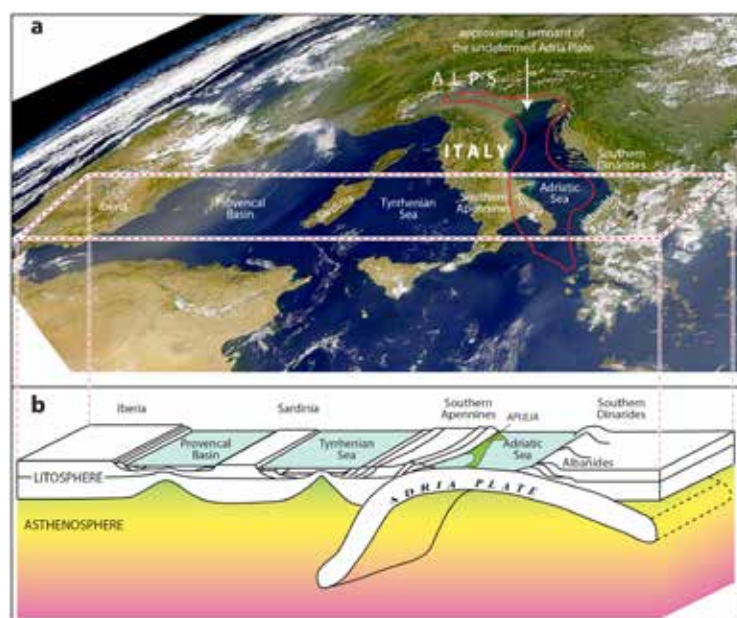 a
approximate remnant of
the undeformed Adria Plate
ALPS
ITALY
Southern
Dinarides
Iberia
Provencal
Basin
Sardinia
Tyrrhenian
Sea
Southern
Apennines
Adriatic
Sea
b
Iberia
Sardinia
Southern
Apennines
APULIA
Southern
Dinarides
Provencal
Basin
Tyrrhenian
Sea
Adriatic
Sea
Albanides
LITOSPHERE
ADRIA PLATE
ASTHENOSPHERE